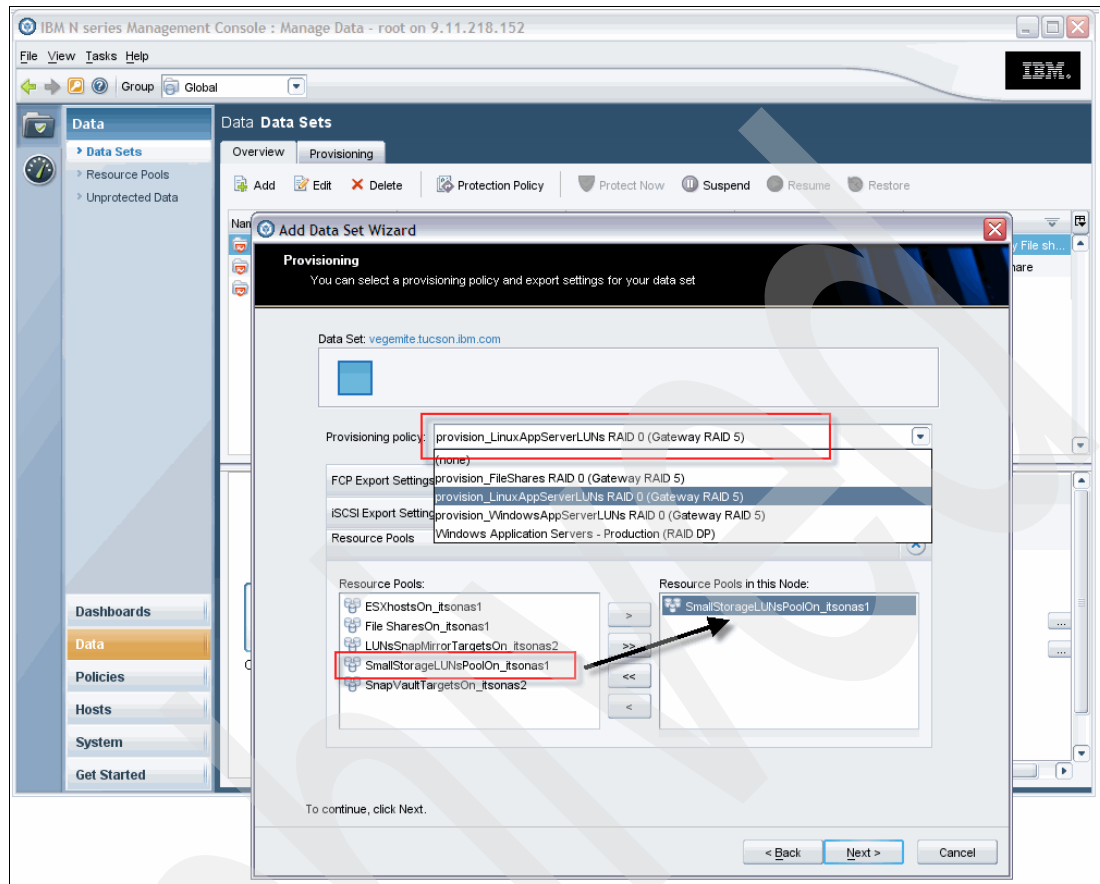 IBM N series Management Console : Manage Data - root on 9.11.218.152
File View Tasks Help
IBM
Group Global
Data
> Data Sets
> Resource Pools
> Unprotected Data
Dashboards
Data
Policies
Hosts
System
Get Started
Data Data Sets
Overview Provisioning
Add Edit Delete Protection Policy Protect Now Suspend Resume Restore
Nam
y File sh...
hare
...
...
Add Data Set Wizard
Provisioning
You can select a provisioning policy and export settings for your data set
Data Set: vegemite.tucson.ibm.com
Provisioning policy: provision_LinuxAppServerLUNs RAID 0 (Gateway RAID 5)
(none)
FCP Export Settings provision_FileShares RAID 0 (Gateway RAID 5)
provision_LinuxAppServerLUNs RAID 0 (Gateway RAID 5)
iSCSI Export Setting provision_WindowsAppServerLUNs RAID 0 (Gateway RAID 5)
Resource Pools Windows Application Servers - Production (RAID DP)
Resource Pools: Resource Pools in this Node:
ESXhostsOn_itsonas1 > SmallStorageLUNsPoolOn_itsonas1
File SharesOn_itsonas1
LUNsSnapMirrorTargetsOn_itsonas2 >>
SmallStorageLUNsPoolOn_itsonas1
SnapVaultTargetsOn_itsonas2 <<
<
To continue, click Next.
< Back Next > Cancel